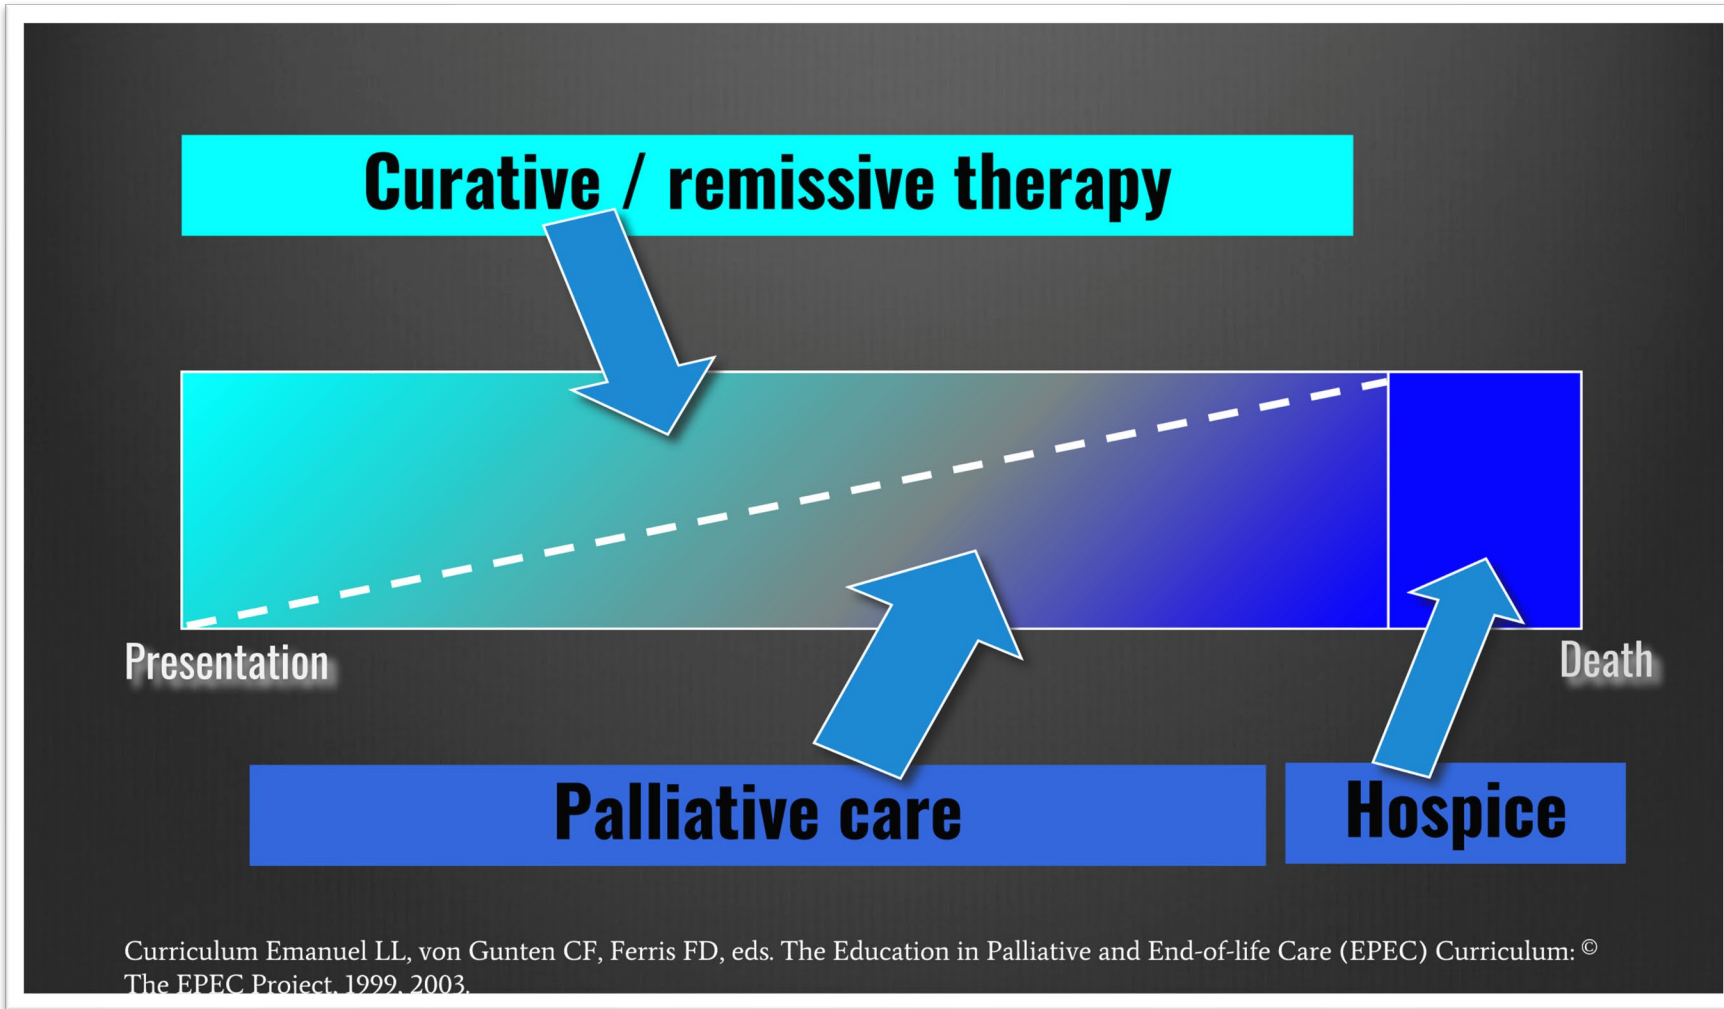 Curative / remissive therapy
Presentation
Death
Palliative care
Hospice
Curriculum Emanuel LL, von Gunten CF, Ferris FD, eds. The Education in Palliative and End-of-life Care (EPEC) Curriculum: ©
The EPEC Project, 1999, 2003.